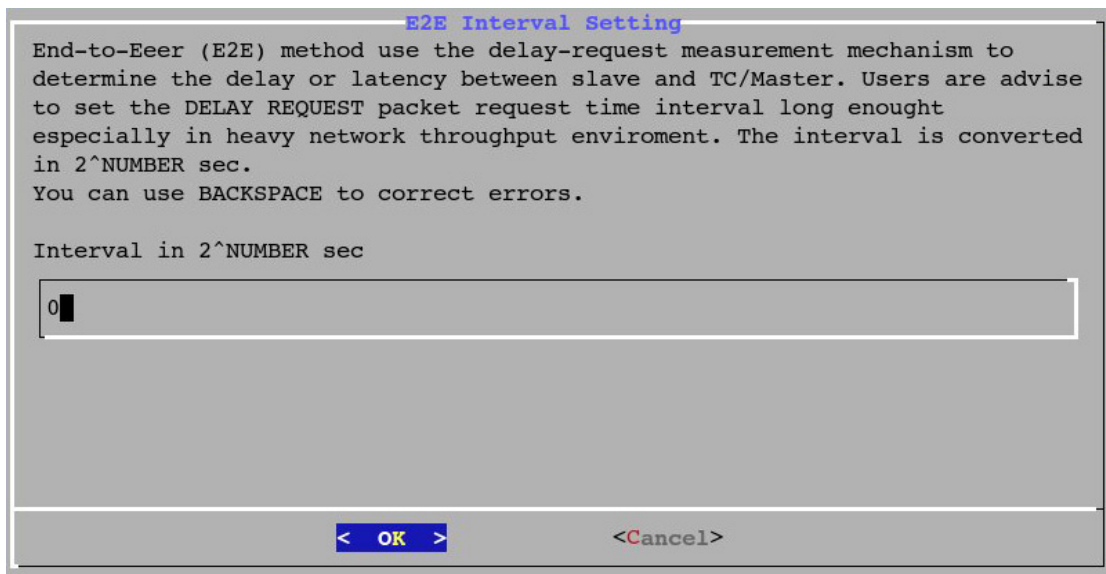 E2E Interval Setting
End-to-Eeer (E2E) method use the delay-request measurement mechanism to
determine the delay or latency between slave and TC/Master. Users are advise
to set the DELAY REQUEST packet request time interval long enought
especially in heavy network throughput enviroment. The interval is converted
in 2^NUMBER sec.
You can use BACKSPACE to correct errors.
Interval in 2^NUMBER sec
0
< OK > <Cancel>